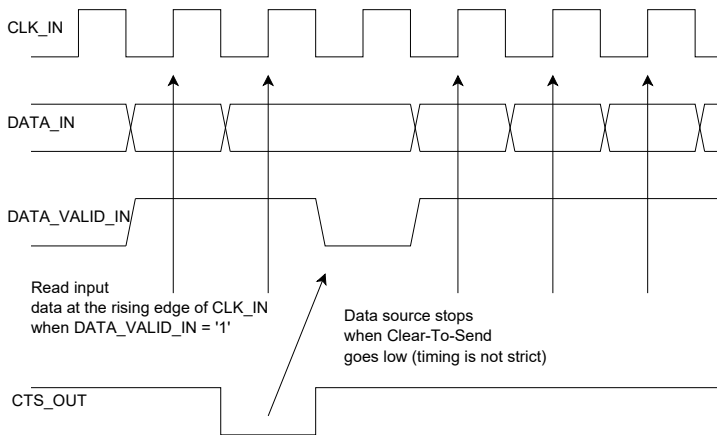 CLK_IN
DATA_IN
DATA_VALID_IN
Read input
data at the rising edge of CLK_IN
when DATA_VALID_IN = '1'
Data source stops
when Clear-To-Send
goes low (timing is not strict)
CTS_OUT